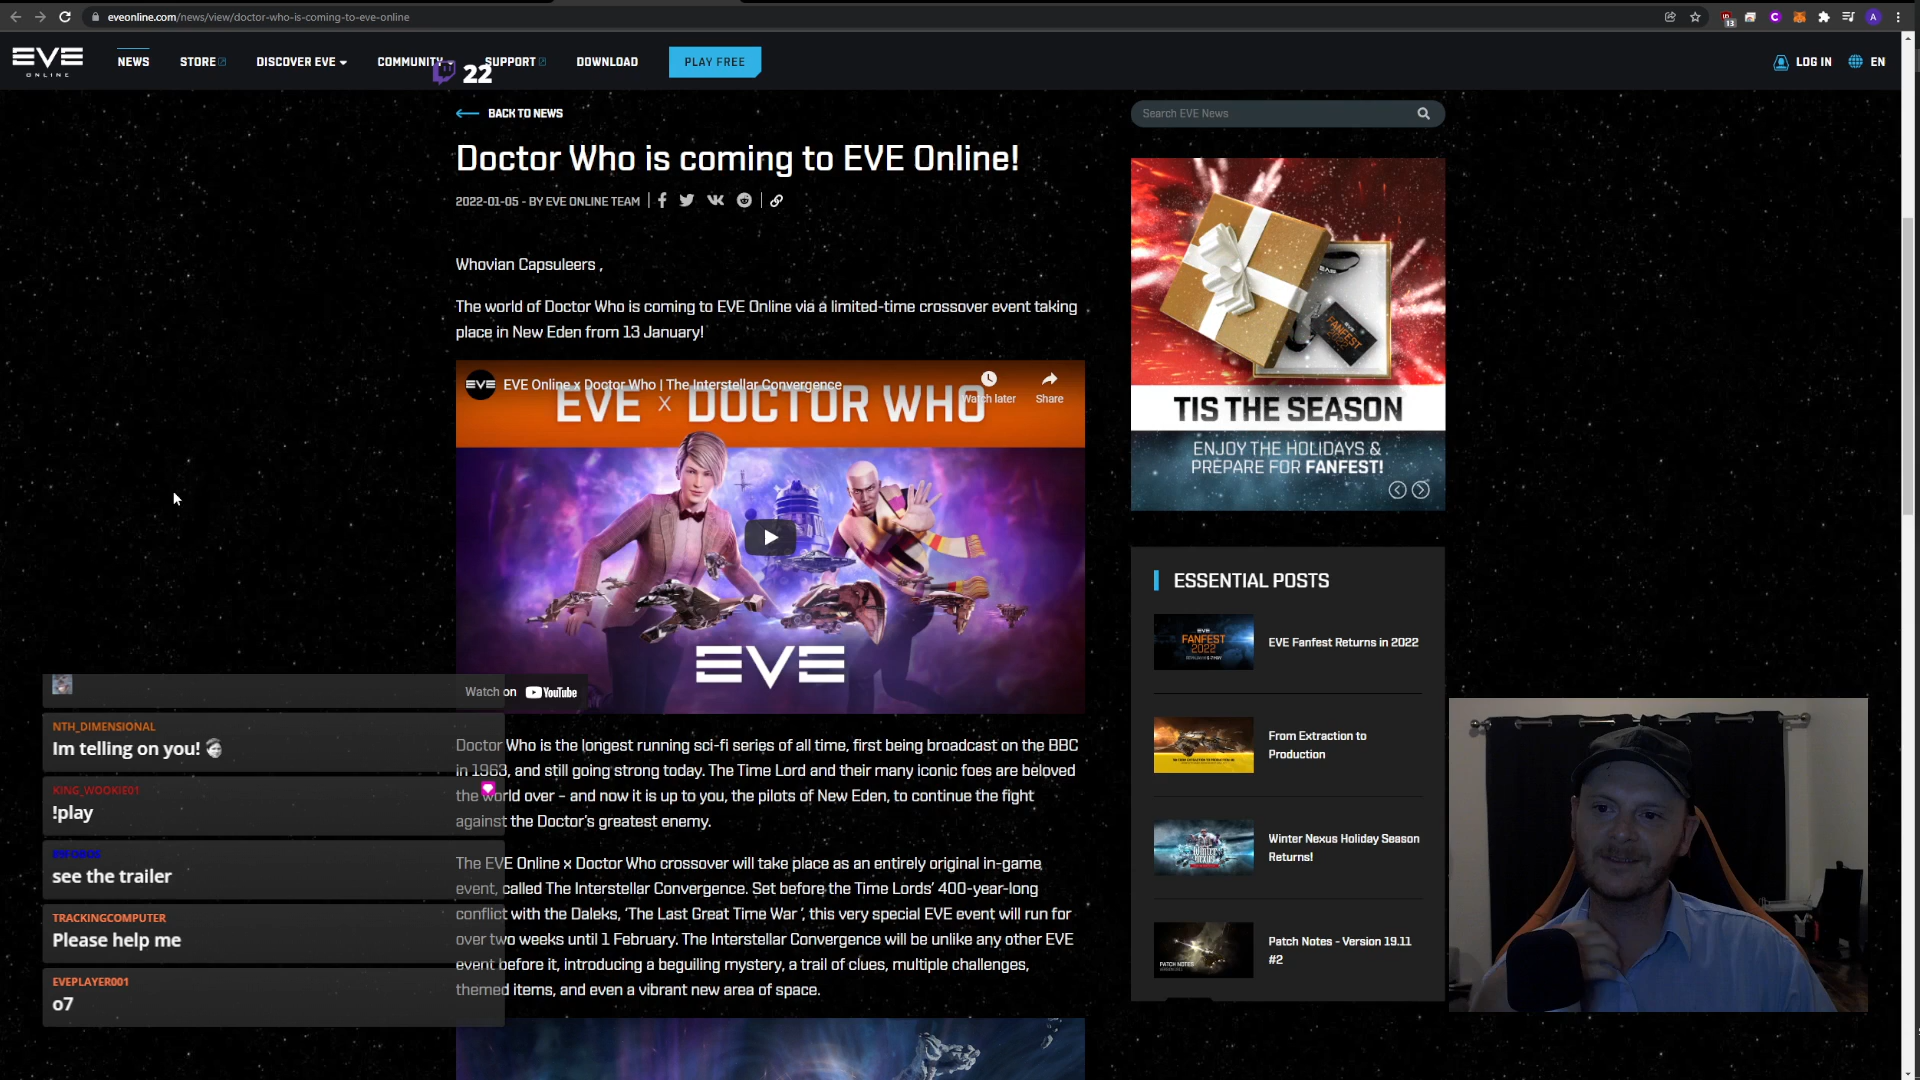 eveonline.com/news/view/doctor-who-is-coming-to-eve-online
13
A
EVE
ONLINE
NEWS
STORE
DISCOVER EVE
COMMUNITY
SUPPORT
DOWNLOAD
PLAY FREE
LOG IN
EN
22
BACK TO NEWS
Search EVE News
Doctor Who is coming to EVE Online!
2022-01-05 - BY EVE ONLINE TEAM
Whovian Capsuleers ,
The world of Doctor Who is coming to EVE Online via a limited-time crossover event taking
place in New Eden from 13 January!
EVE
EVE Online x Doctor Who | The Interstellar Convergence
Watch later
Share
EVE X DOCTOR WHO
EVE
Watch on YouTube
Doctor Who is the longest running sci-fi series of all time, first being broadcast on the BBC
in 1963, and still going strong today. The Time Lord and their many iconic foes are beloved
the world over – and now it is up to you, the pilots of New Eden, to continue the fight
against the Doctor's greatest enemy.
The EVE Online x Doctor Who crossover will take place as an entirely original in-game
event, called The Interstellar Convergence. Set before the Time Lords' 400-year-long
conflict with the Daleks, 'The Last Great Time War ', this very special EVE event will run for
over two weeks until 1 February. The Interstellar Convergence will be unlike any other EVE
event before it, introducing a beguiling mystery, a trail of clues, multiple challenges,
themed items, and even a vibrant new area of space.
NTH_DIMENSIONAL
Im telling on you!
KING_WOOKIE01
!play
see the trailer
TRACKINGCOMPUTER
Please help me
EVEPLAYER001
o7
EVE
FANFEST
2022
TIS THE SEASON
ENJOY THE HOLIDAYS &
PREPARE FOR FANFEST!
ESSENTIAL POSTS
EVE
FANFEST
2022
EVE Fanfest Returns in 2022
From Extraction to
Production
WINTER
NEXUS
Winter Nexus Holiday Season
Returns!
PATCH NOTES
Patch Notes - Version 19.11
#2